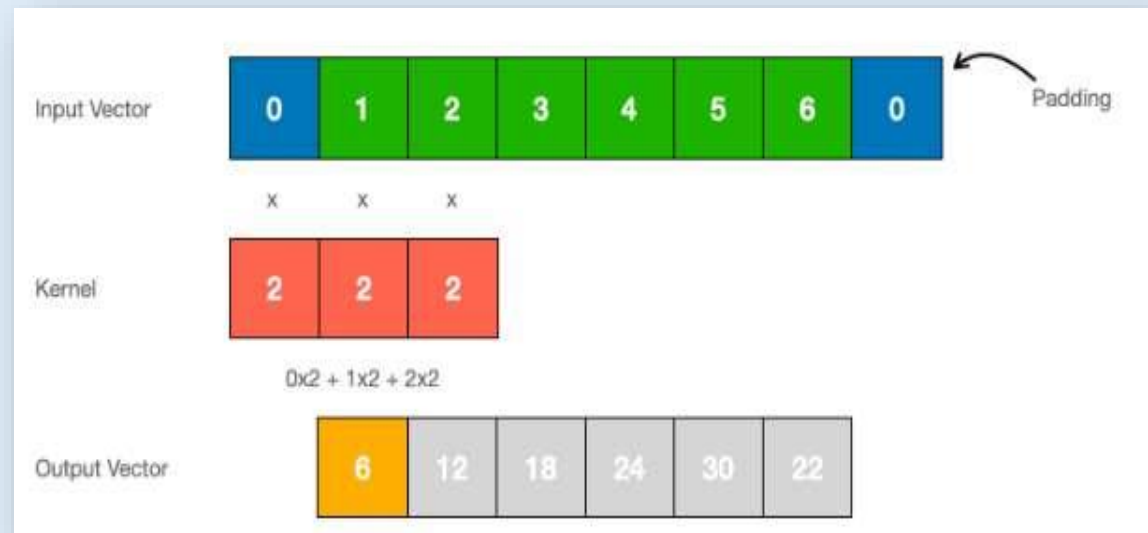 Input Vector 0 1 2 3 4 5 6 0 Padding
x x x
Kernel 2 2 2
0x2 + 1x2 + 2x2
Output Vector 6 12 18 24 30 22